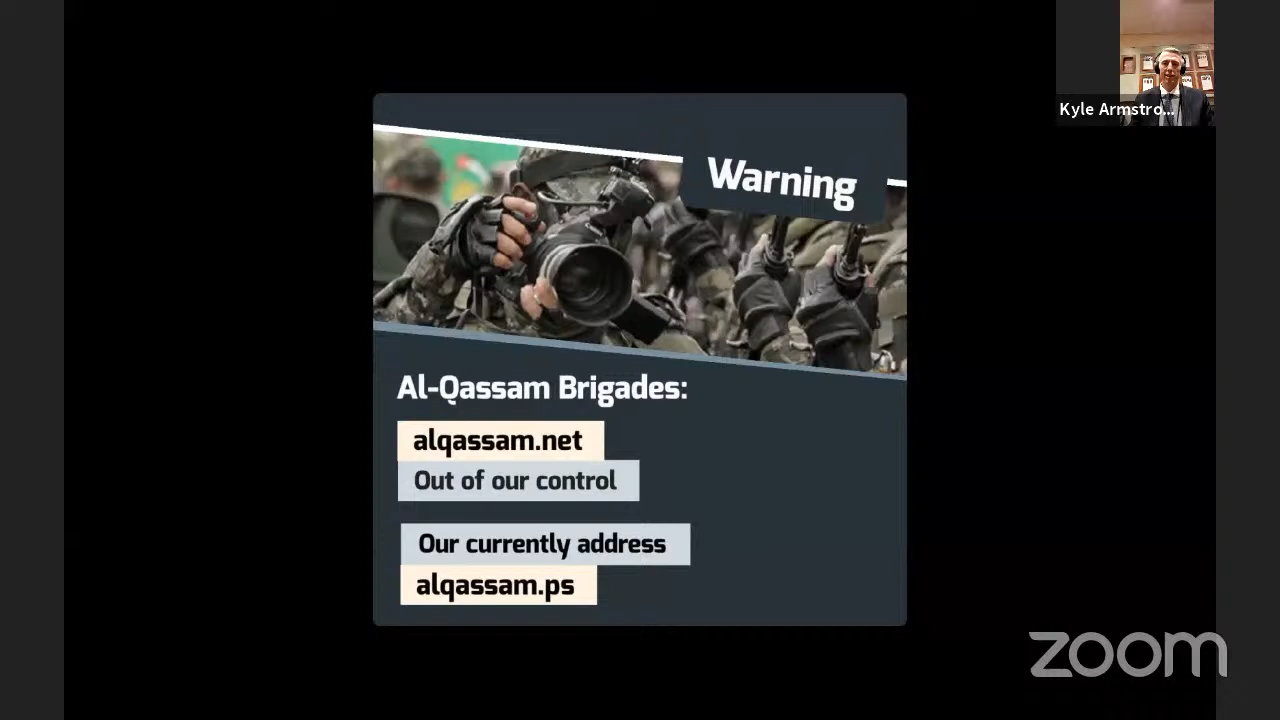 Kyle Armstro...
Warning
Al-Qassam Brigades:
alqassam.net
Out of our control
Our currently address
alqassam.ps
zoom